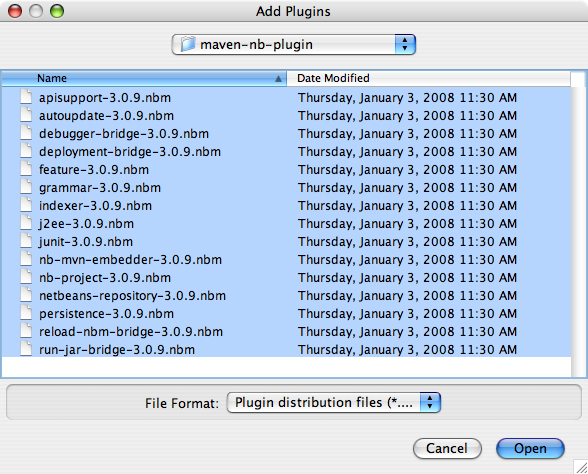 Add Plugins
maven-nb-plugin
Name Date Modified
apisupport-3.0.9.nbm Thursday, January 3, 2008 11:30 AM
autoupdate-3.0.9.nbm Thursday, January 3, 2008 11:30 AM
debugger-bridge-3.0.9.nbm Thursday, January 3, 2008 11:30 AM
deployment-bridge-3.0.9.nbm Thursday, January 3, 2008 11:30 AM
feature-3.0.9.nbm Thursday, January 3, 2008 11:30 AM
grammar-3.0.9.nbm Thursday, January 3, 2008 11:30 AM
indexer-3.0.9.nbm Thursday, January 3, 2008 11:30 AM
j2ee-3.0.9.nbm Thursday, January 3, 2008 11:30 AM
junit-3.0.9.nbm Thursday, January 3, 2008 11:30 AM
nb-mvn-embedder-3.0.9.nbm Thursday, January 3, 2008 11:30 AM
nb-project-3.0.9.nbm Thursday, January 3, 2008 11:30 AM
netbeans-repository-3.0.9.nbm Thursday, January 3, 2008 11:30 AM
persistence-3.0.9.nbm Thursday, January 3, 2008 11:30 AM
reload-nbm-bridge-3.0.9.nbm Thursday, January 3, 2008 11:30 AM
run-jar-bridge-3.0.9.nbm Thursday, January 3, 2008 11:30 AM
File Format: Plugin distribution files (*....
Cancel Open